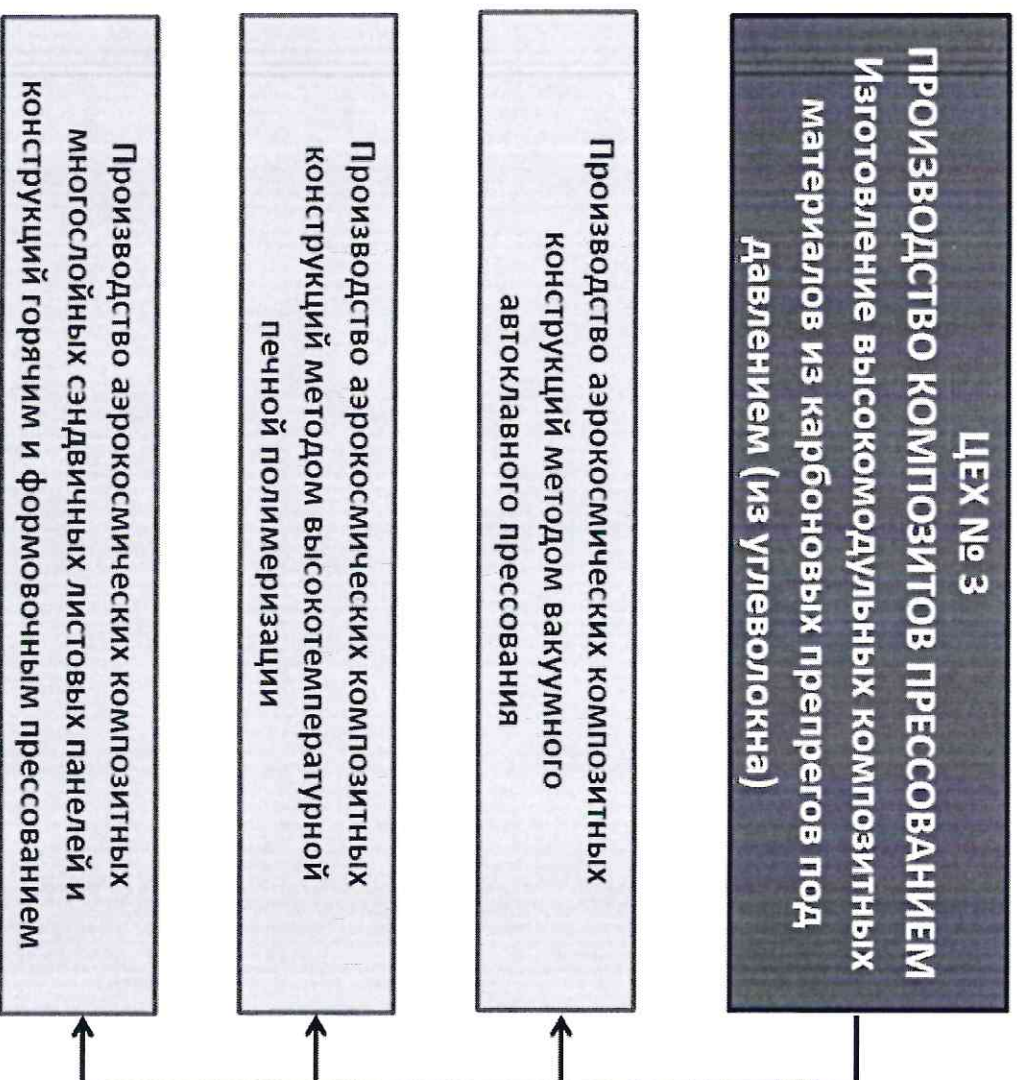 ЦЕХ № 3
ПРОИЗВОДСТВО КОМПОЗИТОВ ПРЕССОВАНИЕМ
Изготовление высокомодульных композитных
материалов из карбоновых препрегов под
давлением (из углеволокна)
Производство аэрокосмических композитных
конструкций методом вакуумного
автоклавного прессования
Производство аэрокосмических композитных
конструкций методом высокотемпературной
печной полимеризации
Производство аэрокосмических композитных
многослойных сэндвичных листовых панелей и
конструкций горячим и формовочным прессованием